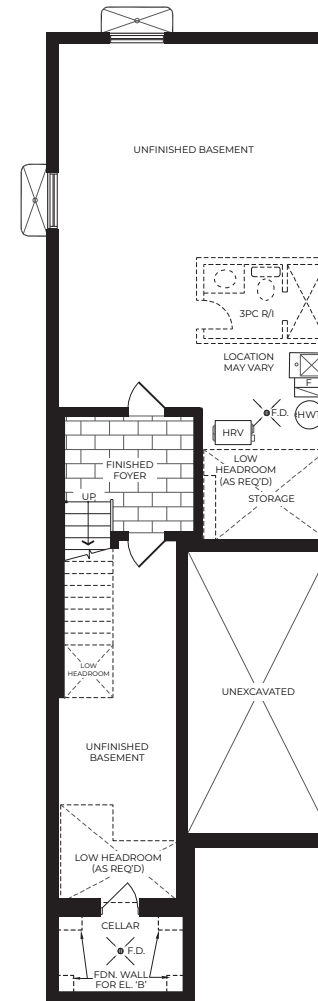 UNFINISHED BASEMENT
3PC R/I
LOCATION
MAY VARY
F
F.D.
HWT
HRV
FINISHED
FOYER
LOW
HEADROOM
(AS REQ'D)
STORAGE
UP
LOW
HEADROOM
UNEXCAVATED
UNFINISHED
BASEMENT
LOW HEADROOM
(AS REQ'D)
CELLAR
F.D.
FDN. WALL
FOR EL. 'B'